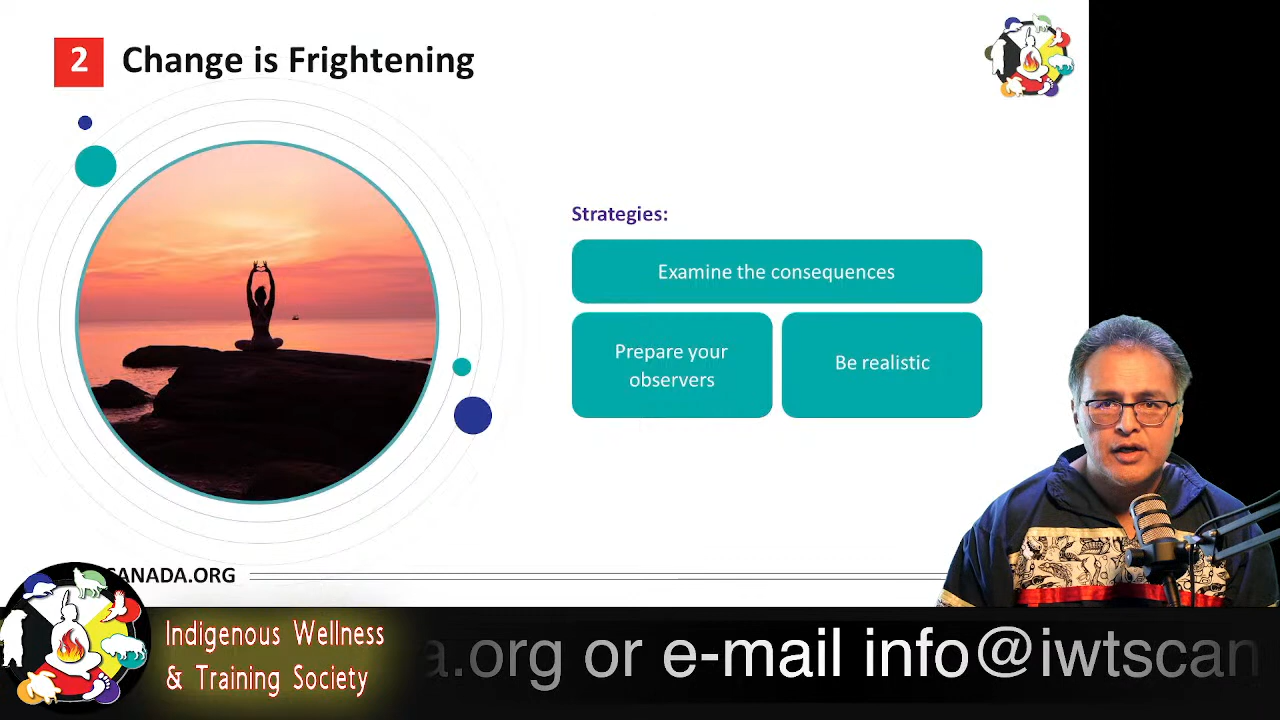 2 Change is Frightening
Strategies:
Examine the consequences
Prepare your
observers
Be realistic
CANADA.ORG
Indigenous Wellness
& Training Society
a.org or e-mail info@iwtscan